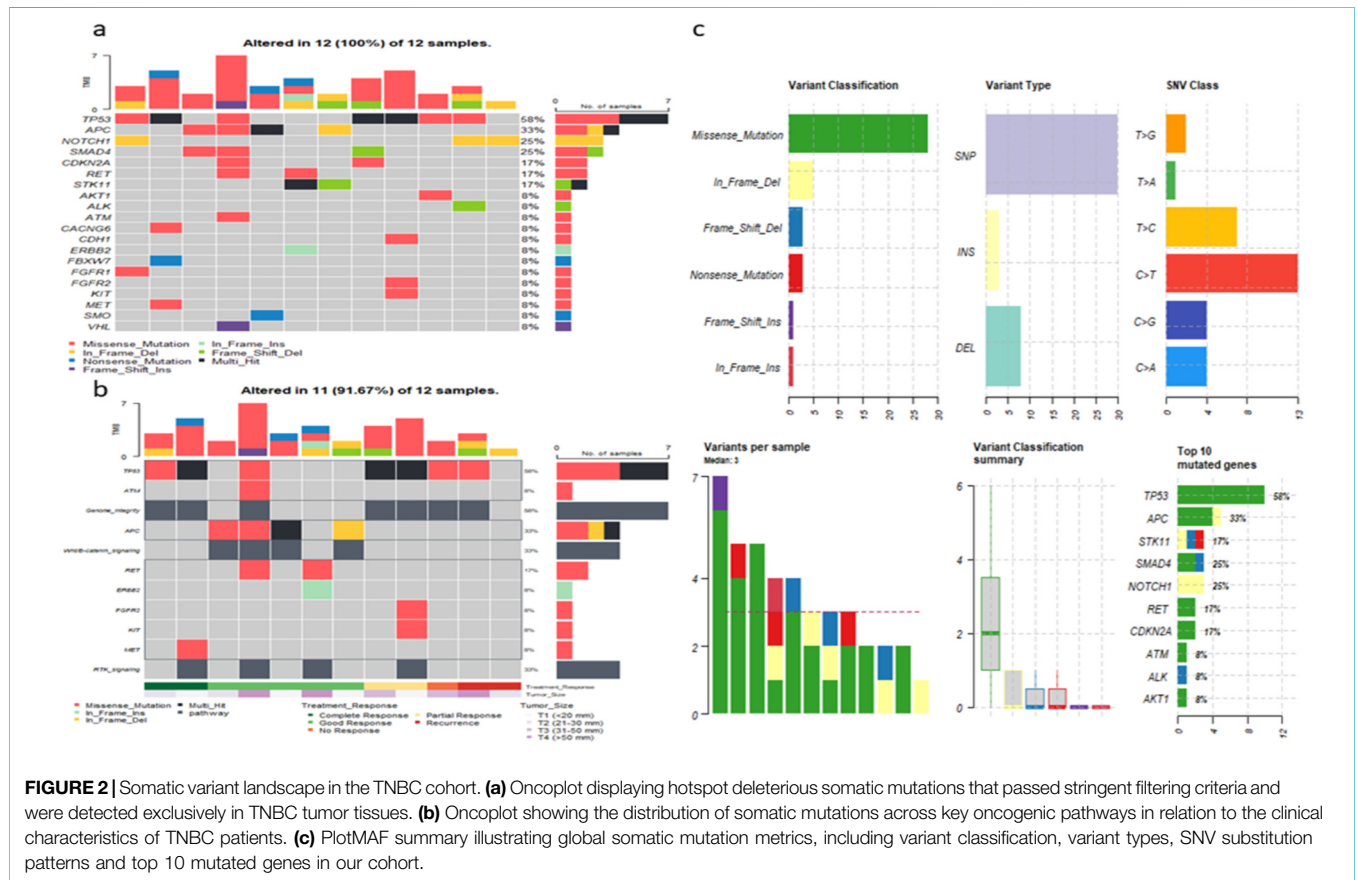 a
Altered in 12 (100%) of 12 samples.
7
0
TMB
No. of samples
0
7
TP53 58%
APC 33%
NOTCH1 25%
SMAD4 25%
CDKN2A 17%
RET 17%
STK11 17%
AKT1 8%
ALK 8%
ATM 8%
CACNG6 8%
CDH1 8%
ERBB2 8%
FBXW7 8%
FGFR1 8%
FGFR2 8%
KIT 8%
MET 8%
SMO 8%
VHL 8%
Missense_Mutation
In_Frame_Del
Nonsense_Mutation
Frame_Shift_Ins
In_Frame_Ins
Frame_Shift_Del
Multi_Hit
b
Altered in 11 (91.67%) of 12 samples.
7
0
TMB
No. of samples
0
7
TP53 58%
ATM 8%
Genome_integrity 58%
APC 33%
33%
RET 17%
ERBB2 8%
FGFR2 8%
KIT 8%
MET 8%
RTK_signaling 33%
Treatment_Response
Tumor_Size
Missense_Mutation
In_Frame_Ins
In_Frame_Del
Multi_Hit
pathway
Treatment_Response
Complete Response
Good Response
No Response
Partial Response
Recurrence
Tumor_Size
T1 (<20 mm)
T2 (21-30 mm)
T3 (31-50 mm)
T4 (>50 mm)
c
Variant Classification
Missense_Mutation
In_Frame_Del
Frame_Shift_Del
Nonsense_Mutation
Frame_Shift_Ins
In_Frame_Ins
0 5 10 15 20 25 30
Variant Type
SNP
INS
DEL
0 5 10 15 20 25 30
SNV Class
T>G
T>A
T>C
C>T
C>G
C>A
0 4 8 12
Variants per sample
Median: 3
7
4
2
0
Variant Classification
summary
6
4
2
0
Top 10
mutated genes
TP53 58%
APC 33%
STK11 17%
SMAD4 25%
NOTCH1 25%
RET 17%
CDKN2A 17%
ATM 8%
ALK 8%
AKT1 8%
0 4 8 12
FIGURE 2 | Somatic variant landscape in the TNBC cohort. (a) Oncoplot displaying hotspot deleterious somatic mutations that passed stringent filtering criteria and
were detected exclusively in TNBC tumor tissues. (b) Oncoplot showing the distribution of somatic mutations across key oncogenic pathways in relation to the clinical
characteristics of TNBC patients. (c) PlotMAF summary illustrating global somatic mutation metrics, including variant classification, variant types, SNV substitution
patterns and top 10 mutated genes in our cohort.